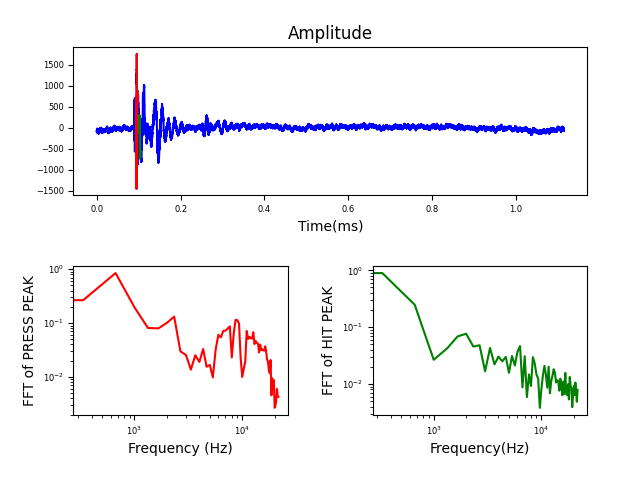 Amplitude
1500
1000
500
0
−500
−1000
−1500
0.0 0.2 0.4 0.6 0.8 1.0
Time(ms)
FFT of PRESS PEAK
10⁰
10⁻¹
10⁻²
10³ 10⁴
Frequency (Hz)
FFT of HIT PEAK
10⁰
10⁻¹
10⁻²
10³ 10⁴
Frequency(Hz)